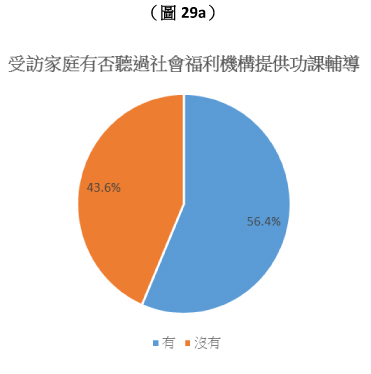 （圖 29a）
受訪家庭有否聽過社會福利機構提供功課輔導
43.6%
56.4%
有 沒有